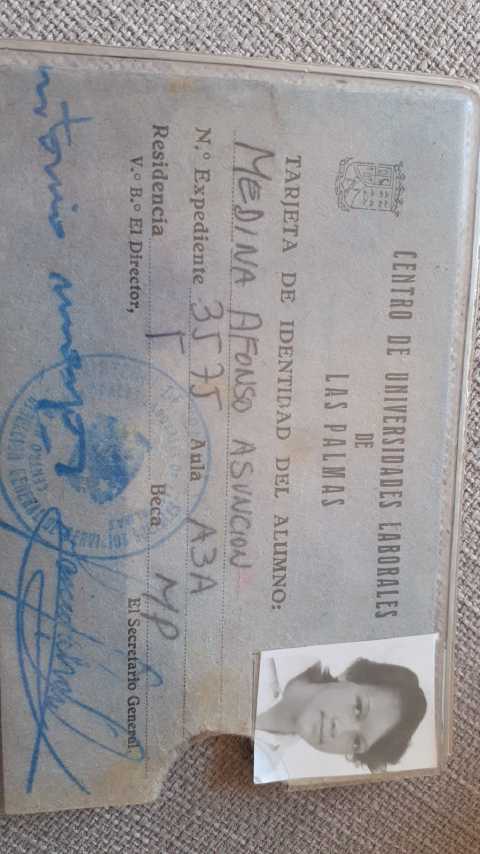 CENTRO DE UNIVERSIDADES LABORALES
DE
LAS PALMAS
TARJETA DE IDENTIDAD DEL ALUMNO:
MEDINA AFONSO ASUNCION
N.º Expediente 3575 Aula A3A
Residencia I Beca MP
V.º B.º El Director, El Secretario General,